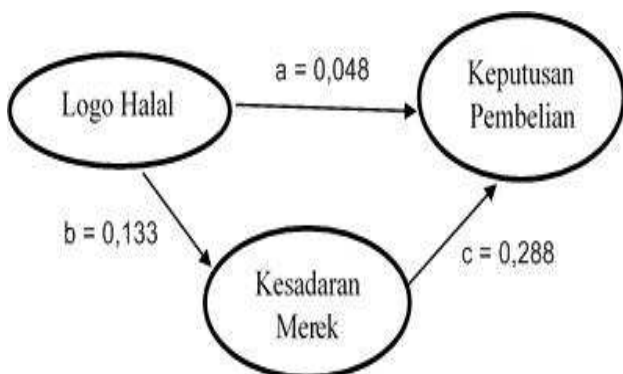 Logo Halal
a = 0,048
Keputusan
Pembelian
b = 0,133
Kesadaran
Merek
c = 0,288